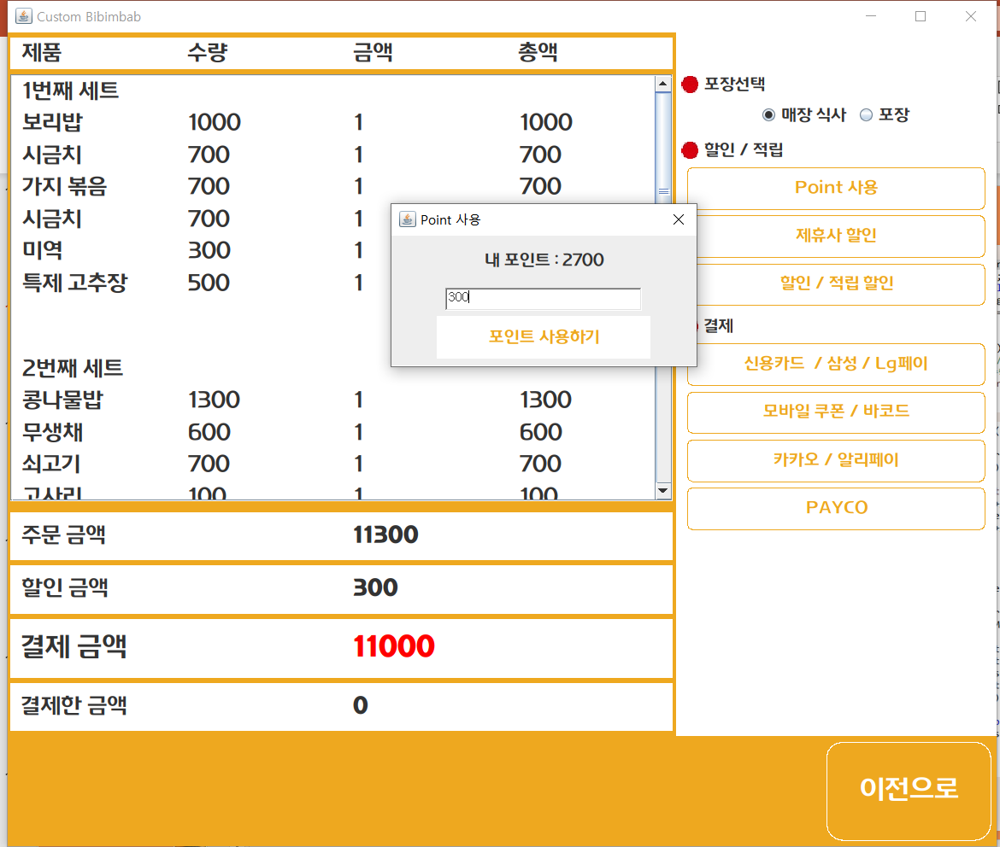 Custom Bibimbab
제품 수량 금액 총액
1번째 세트
보리밥 1000 1 1000
시금치 700 1 700
가지 볶음 700 1 700
시금치 700 1
미역 300 1
특제 고추장 500 1
2번째 세트
콩나물밥 1300 1 1300
무생채 600 1 600
쇠고기 700 1 700
고사리 100 1 100
주문 금액 11300
할인 금액 300
결제 금액 11000
결제한 금액 0
Point 사용
내 포인트 : 2700
300
포인트 사용하기
포장선택
매장 식사 포장
할인 / 적립
Point 사용
제휴사 할인
할인 / 적립 할인
결제
신용카드 / 삼성 / Lg페이
모바일 쿠폰 / 바코드
카카오 / 알리페이
PAYCO
이전으로